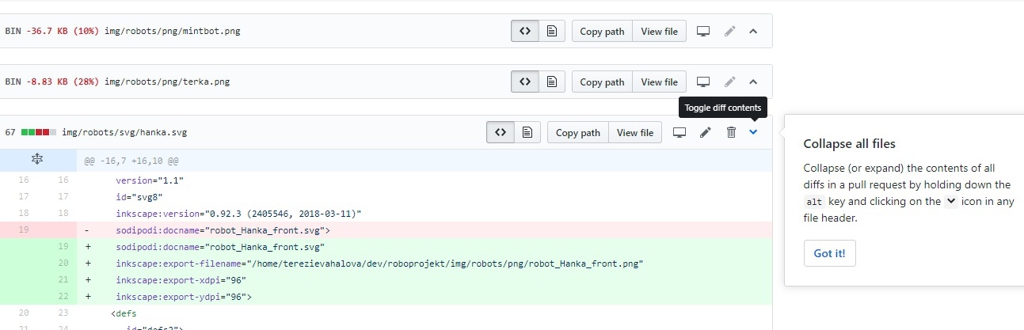 BIN -36.7 KB (10%) img/robots/png/mintbot.png Copy path View file
BIN -8.83 KB (28%) img/robots/png/terka.png Copy path View file
Toggle diff contents
67 img/robots/svg/hanka.svg Copy path View file
@@ -16,7 +16,10 @@
16 16 version="1.1"
17 17 id="svg8"
18 18 inkscape:version="0.92.3 (2405546, 2018-03-11)"
19 - sodipodi:docname="robot_Hanka_front.svg">
19 + sodipodi:docname="robot_Hanka_front.svg"
20 + inkscape:export-filename="/home/terezievahalova/dev/roboprojekt/img/robots/png/robot_Hanka_front.png"
21 + inkscape:export-xdpi="96"
22 + inkscape:export-ydpi="96">
20 23 <defs
21 24 id="defs2">
Collapse all files
Collapse (or expand) the contents of all
diffs in a pull request by holding down the
alt key and clicking on the icon in any
file header.
Got it!